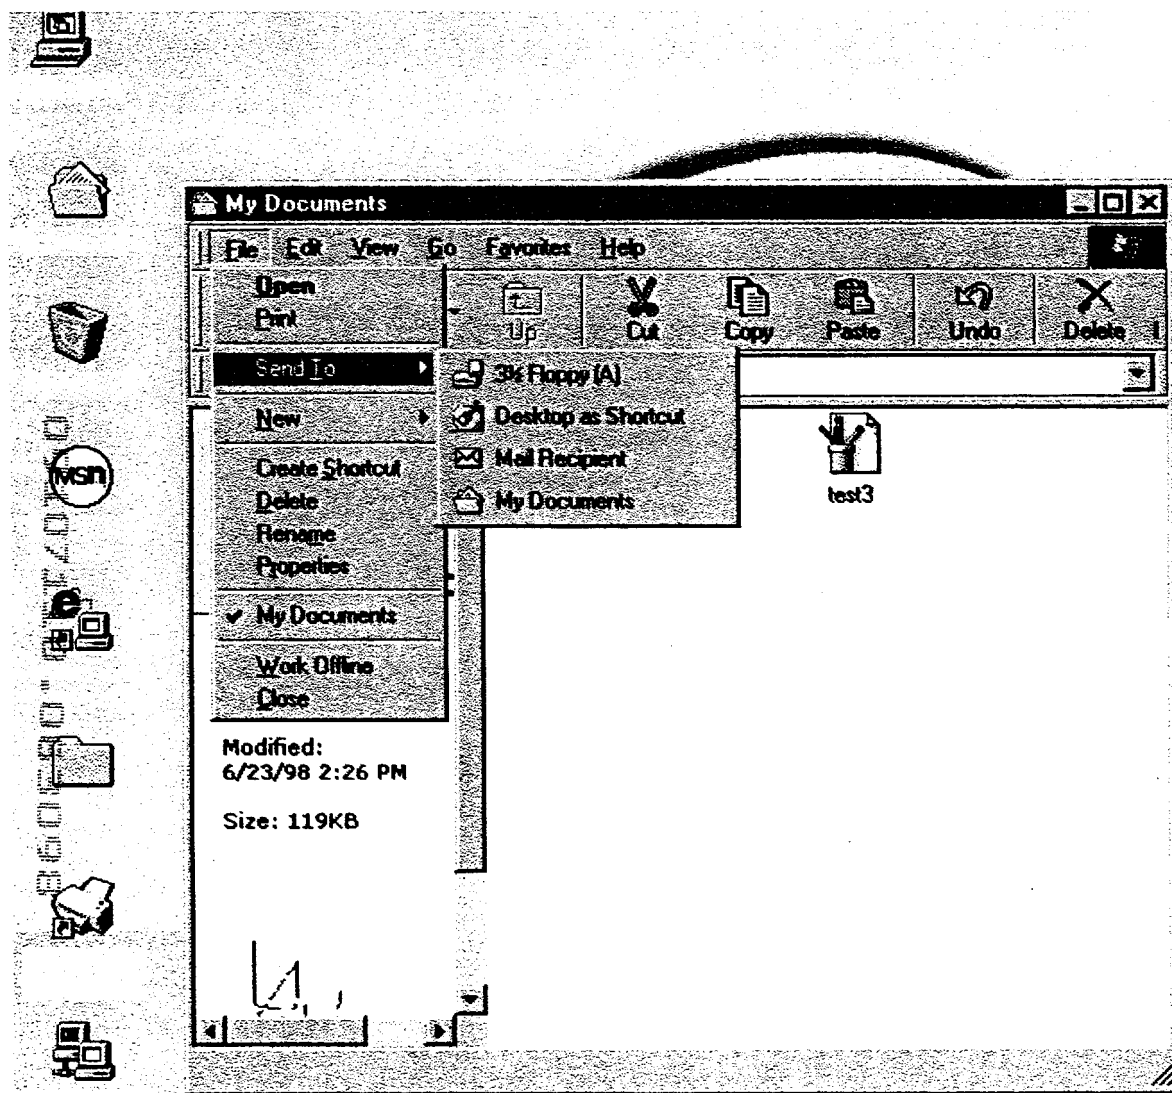 My Documents
File Edit View Go Favorites Help
Open
Print
Up Cut Copy Paste Undo Delete
Send To
3½ Floppy (A)
New
Desktop as Shortcut
Mail Recipient
My Documents
Create Shortcut
Delete
Rename
Properties
My Documents
Work Offline
Close
test3
msn
Modified:
6/23/98 2:26 PM
Size: 119KB